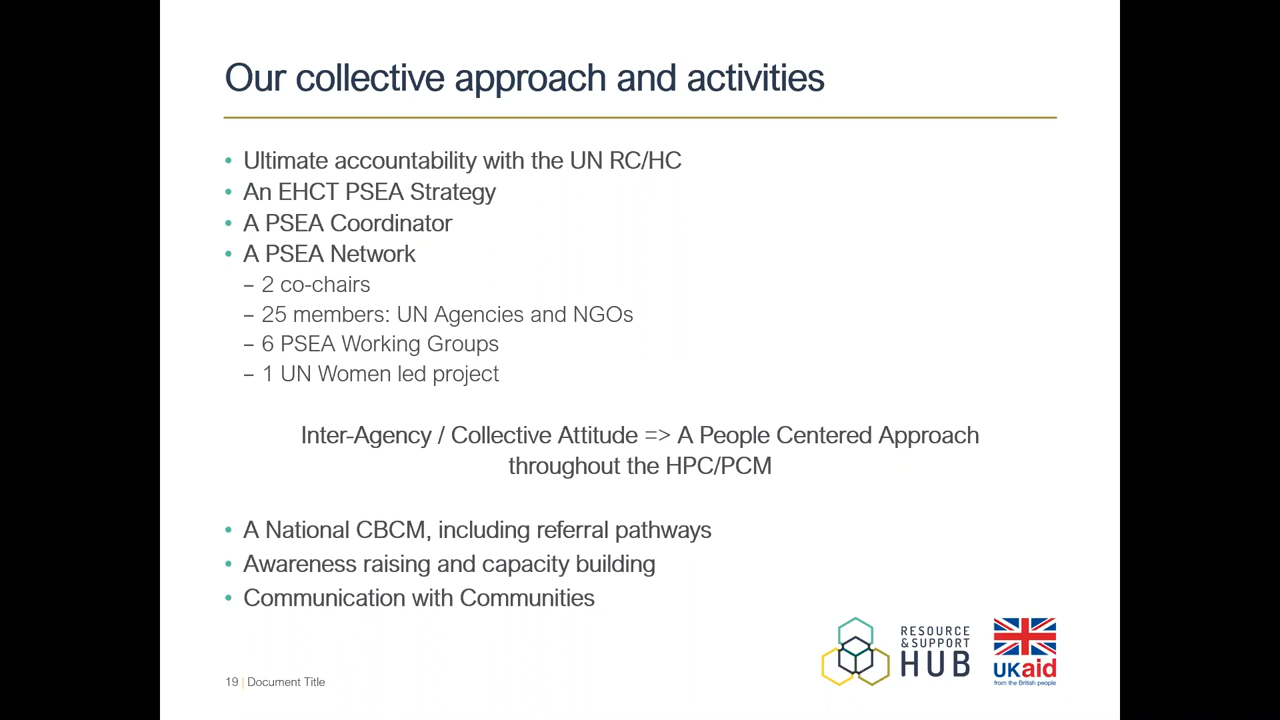 Our collective approach and activities
• Ultimate accountability with the UN RC/HC
• An EHCT PSEA Strategy
• A PSEA Coordinator
• A PSEA Network
– 2 co-chairs
– 25 members: UN Agencies and NGOs
– 6 PSEA Working Groups
– 1 UN Women led project
Inter-Agency / Collective Attitude => A People Centered Approach
throughout the HPC/PCM
• A National CBCM, including referral pathways
• Awareness raising and capacity building
• Communication with Communities
RESOURCE
& SUPPORT
HUB
UKaid
from the British people
19 | Document Title